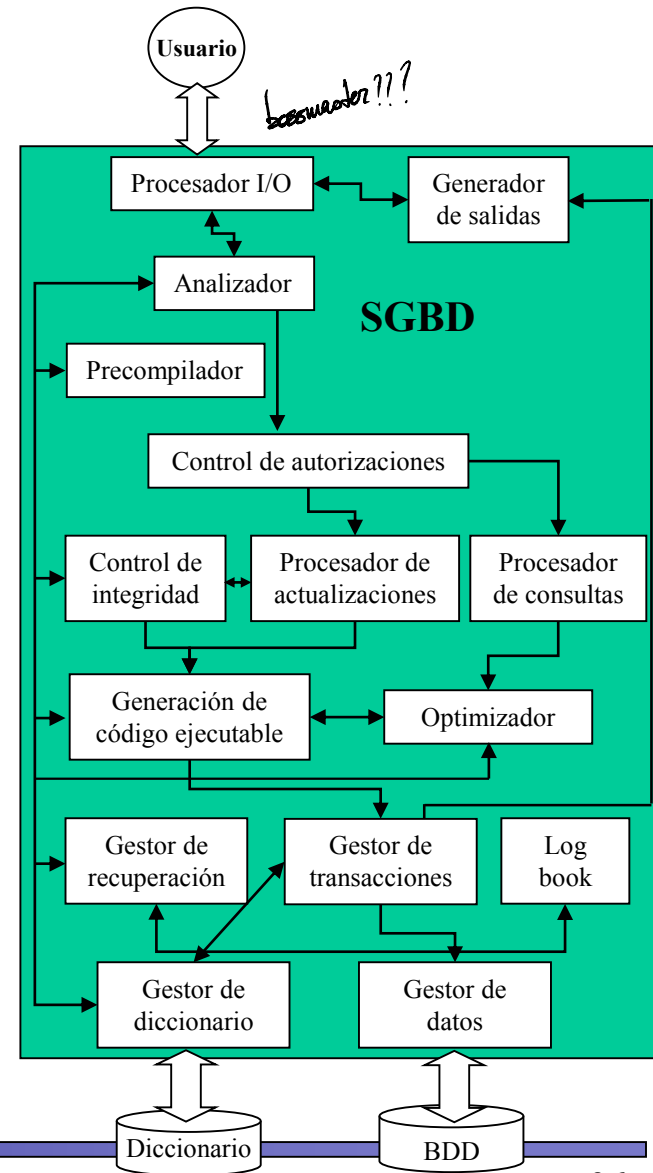 Usuario
Procesador I/O
Generador
de salidas
Analizador
SGBD
Precompilador
Control de autorizaciones
Control de
integridad
Procesador de
actualizaciones
Procesador
de consultas
Generación de
código ejecutable
Optimizador
Gestor de
recuperación
Gestor de
transacciones
Log
book
Gestor de
diccionario
Gestor de
datos
Diccionario
BDD